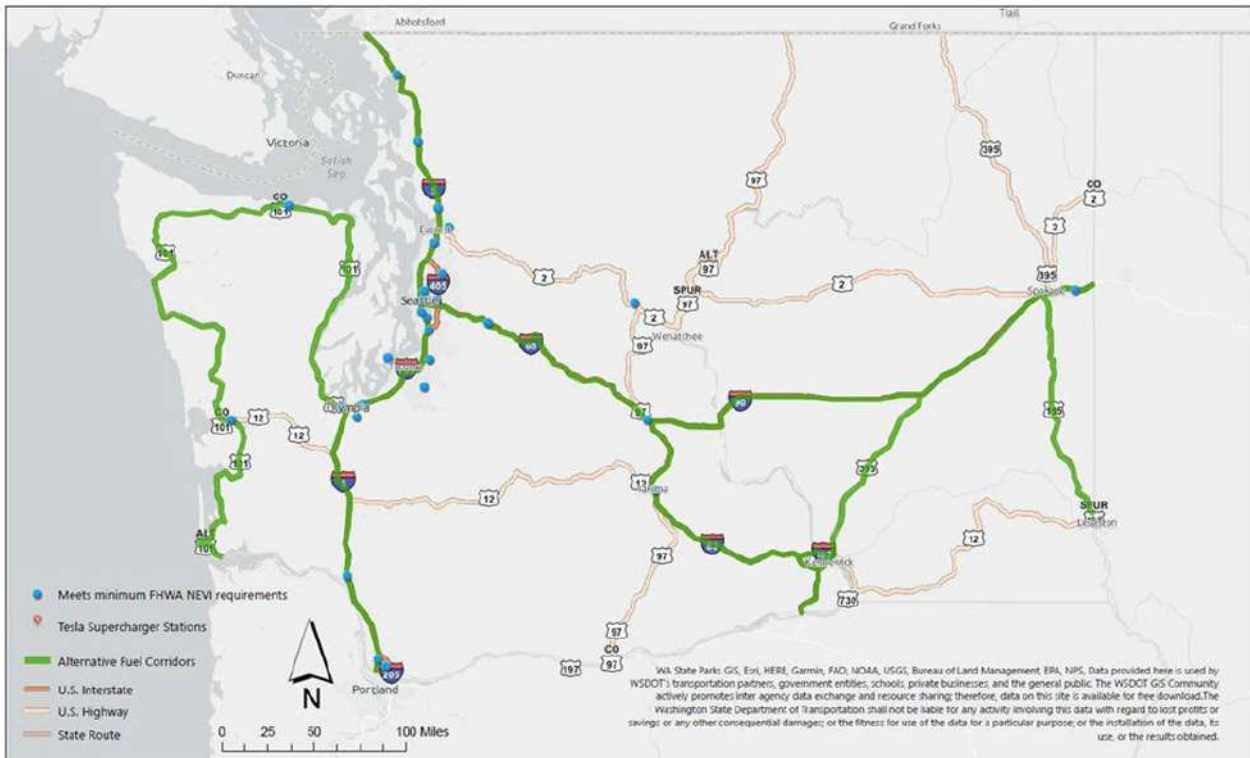 Abbotsford
Trail
Grand Forks
Duncan
Victoria
Salish
Sea
CO
101
5
Everett
101
101
405
Seattle
2
97
395
CO
2
2
ALT
97
395
SPUR
97
2
Spokane
2
Wenatchee
97
90
97
90
Olympia
CO
101
12
12
101
5
12
12
Yakima
395
195
SPUR
Lewiston
12
97
82
Kennewick
730
ALT
101
97
CO
97
197
205
Portland
Meets minimum FHWA NEVI requirements
Tesla Supercharger Stations
Alternative Fuel Corridors
U.S. Interstate
U.S. Highway
State Route
N
0 25 50 100 Miles
WA State Parks GIS, Esri, HERE, Garmin, FAO, NOAA, USGS, Bureau of Land Management, EPA, NPS, Data provided here is used by
WSDOT's transportation partners, government entities, schools, private businesses, and the general public. The WSDOT GIS Community
actively promotes inter agency data exchange and resource sharing; therefore, data on this site is available for free download.The
Washington State Department of Transportation shall not be liable for any activity involving this data with regard to lost profits or
savings or any other consequential damages; or the fitness for use of the data for a particular purpose; or the installation of the data, its
use, or the results obtained.